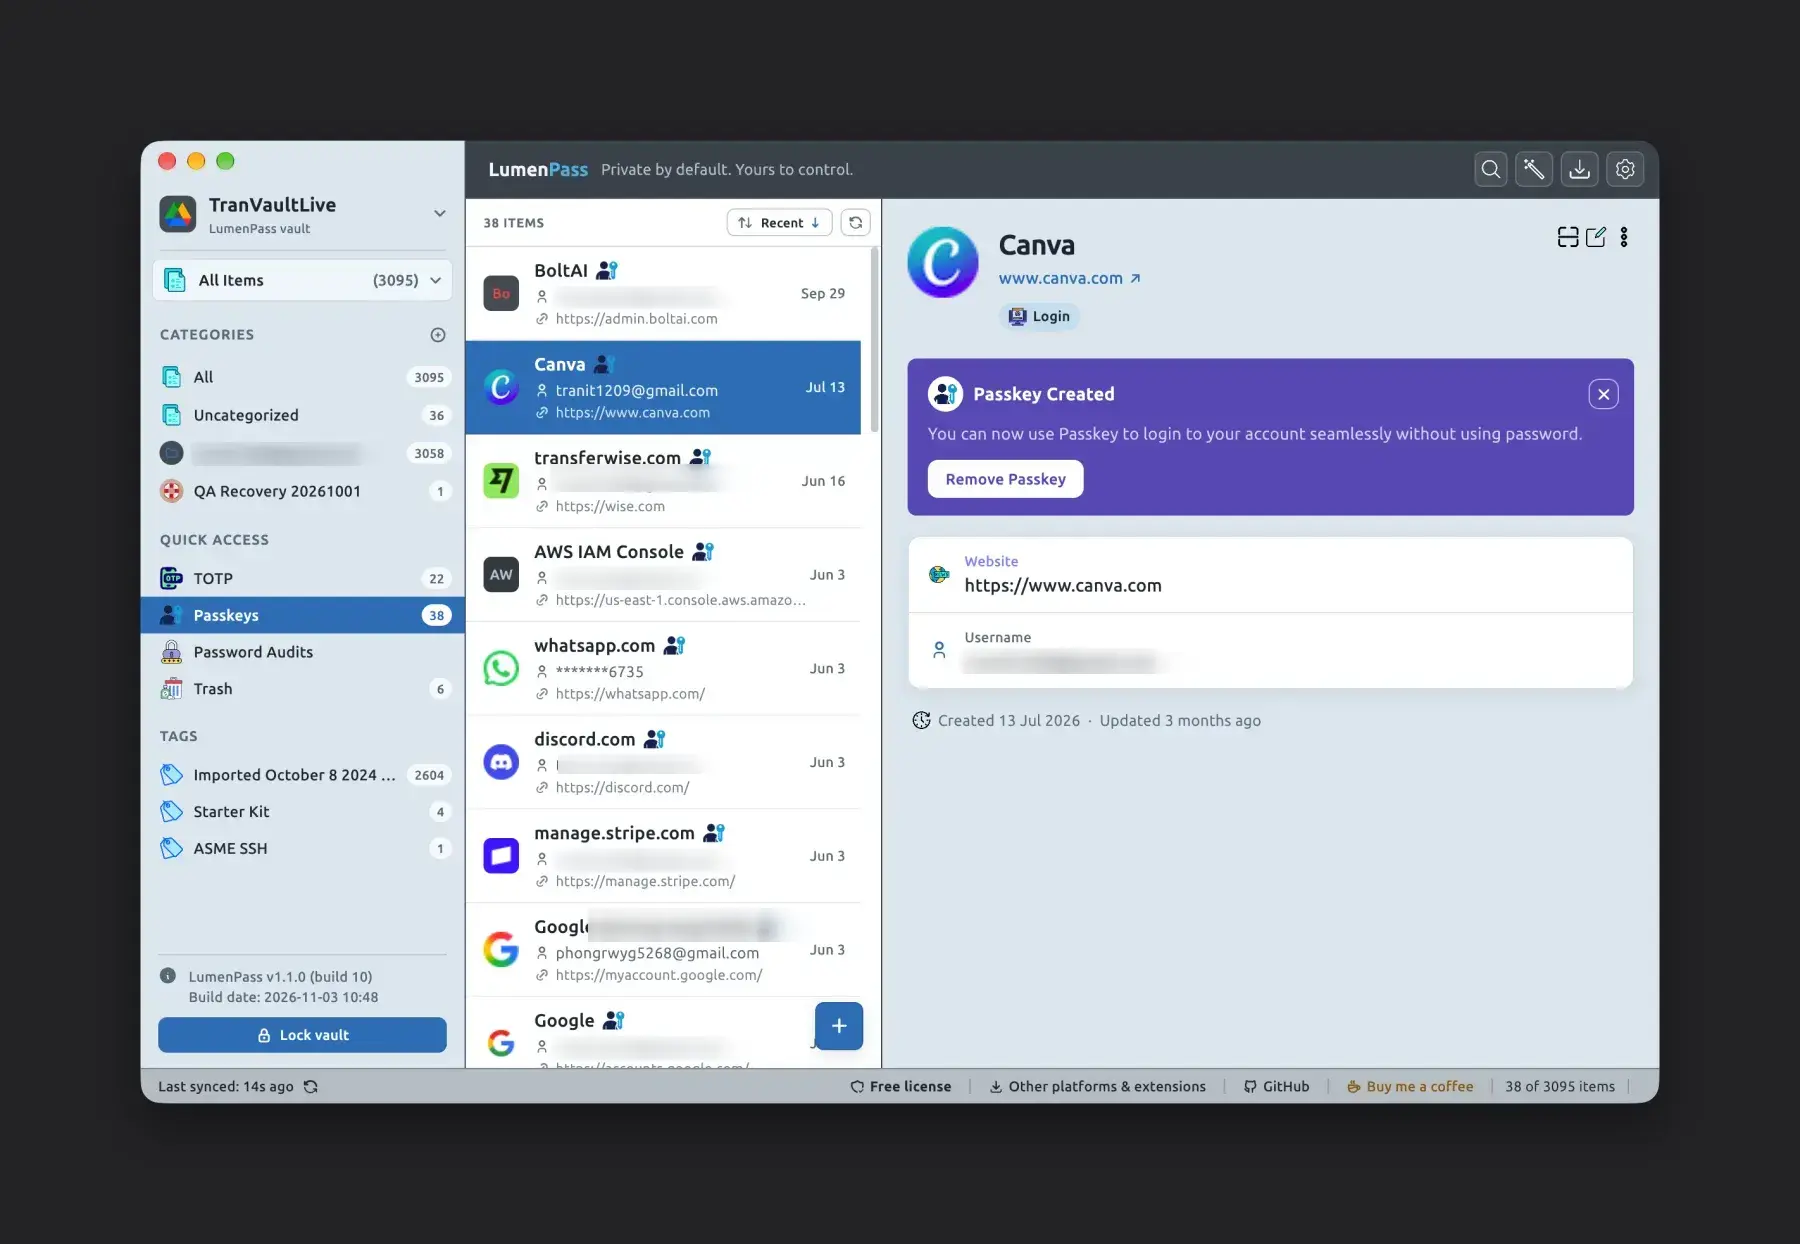 TranVaultLive
LumenPass vault
All Items (3095)
CATEGORIES
All 3095
Uncategorized 36
3058
QA Recovery 20261001 1
QUICK ACCESS
TOTP 22
Passkeys 38
Password Audits
Trash 6
TAGS
Imported October 8 2024 ... 2604
Starter Kit 4
ASME SSH 1
LumenPass v1.1.0 (build 10)
Build date: 2026-11-03 10:48
Lock vault
LumenPass Private by default. Yours to control.
38 ITEMS
Recent
Bo
BoltAI
Sep 29
https://admin.boltai.com
Canva
tranit1209@gmail.com
Jul 13
https://www.canva.com
transferwise.com
Jun 16
https://wise.com
AW
AWS IAM Console
Jun 3
https://us-east-1.console.aws.amazo...
whatsapp.com
*******6735
Jun 3
https://whatsapp.com/
discord.com
Jun 3
https://discord.com/
manage.stripe.com
Jun 3
https://manage.stripe.com/
Google
phongrwyg5268@gmail.com
Jun 3
https://myaccount.google.com/
Google
https://accounts.google.com/
Canva
www.canva.com
Login
Passkey Created
You can now use Passkey to login to your account seamlessly without using password.
Remove Passkey
Website
https://www.canva.com
Username
Created 13 Jul 2026 · Updated 3 months ago
Last synced: 14s ago
Free license
Other platforms & extensions
GitHub
Buy me a coffee
38 of 3095 items